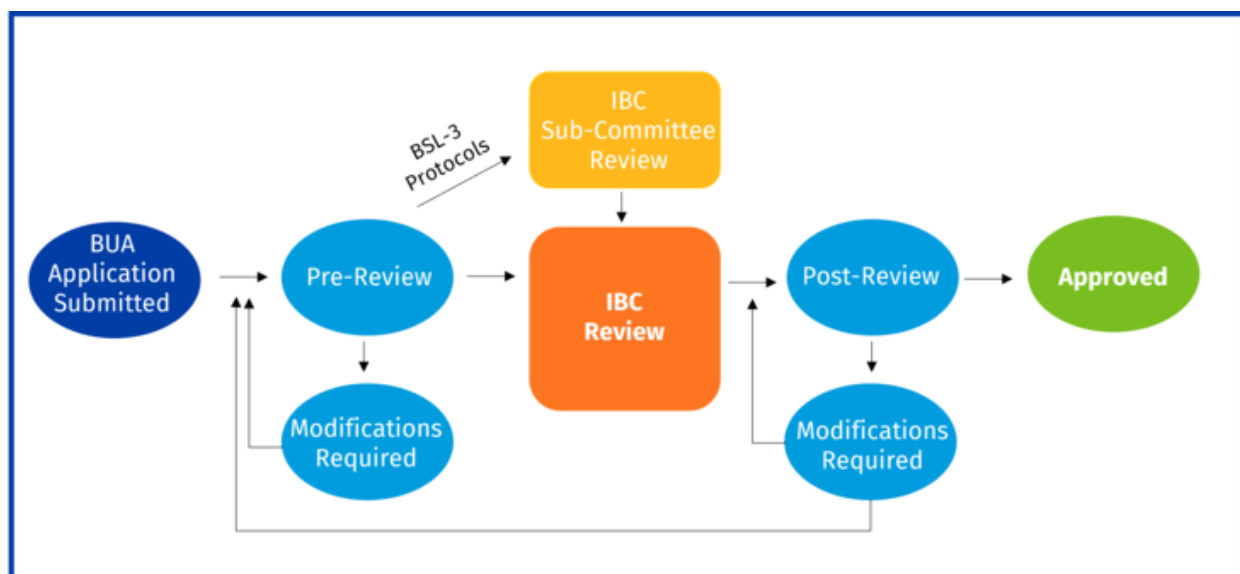 BUA
Application
Submitted
Pre-Review
BSL-3
Protocols
IBC
Sub-Committee
Review
IBC
Review
Post-Review
Approved
Modifications
Required
Modifications
Required